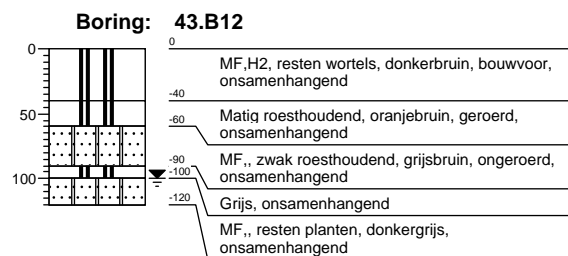 Boring: 43.B12
0
50
100
0
MF,H2, resten wortels, donkerbruin, bouwvoor,
onsamenhangend
-40
Matig roesthoudend, oranjebruin, geroerd,
onsamenhangend
-60
MF,, zwak roesthoudend, grijsbruin, ongeroerd,
onsamenhangend
-90
-100
Grijs, onsamenhangend
-120
MF,, resten planten, donkergrijs,
onsamenhangend